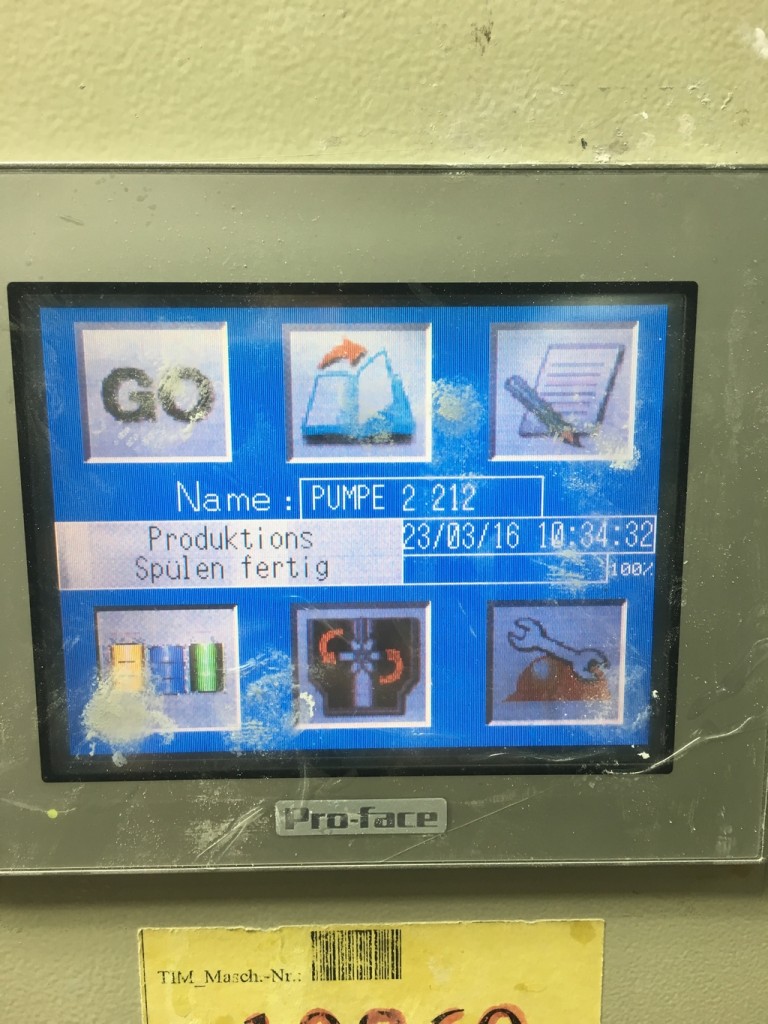 GO
Name : PUMPE 2 212
Produktions 23/03/16 10:34:32
Spülen fertig 100%
Pro-face
TIM_Masch.-Nr.: